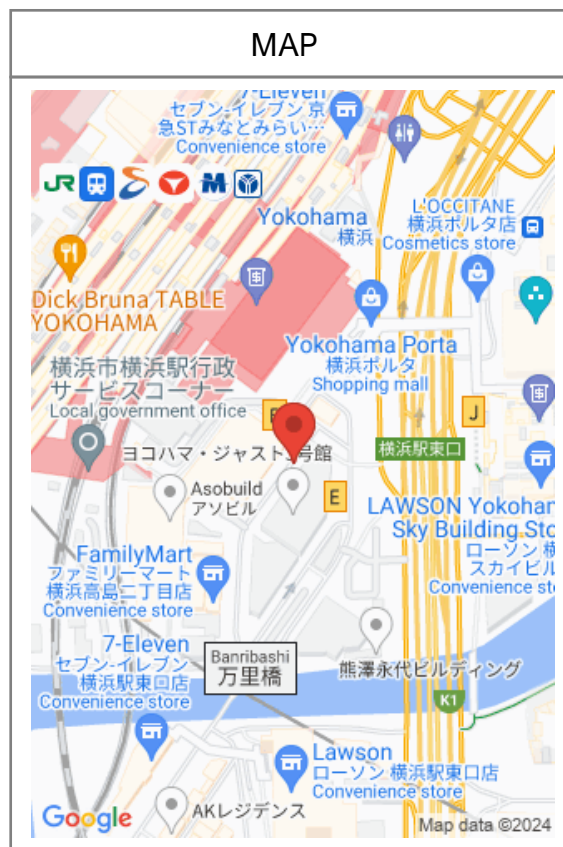 MAP
7-Eleven
セブン-イレブン 京
急STみなとみらい…
Convenience store
JR
Yokohama
横浜
L'OCCITANE
横浜ポルタ店
Cosmetics store
Dick Bruna TABLE
YOKOHAMA
Yokohama Porta
横浜ポルタ
Shopping mall
横浜市横浜駅行政
サービスコーナー
Local government office
J
横浜駅東口
ヨコハマ・ジャスト
号館
Asobuild
アソビル
E
LAWSON Yokoham
Sky Building Sto
ローソン 横
スカイビル
Convenience sto
FamilyMart
ファミリーマート
横浜高島二丁目店
Convenience store
7-Eleven
セブン-イレブン
横浜駅東口店
Convenience store
Banribashi
万里橋
熊澤永代ビルディング
K1
Lawson
ローソン 横浜駅東口店
Convenience store
AKレジデンス
Google
Map data ©2024